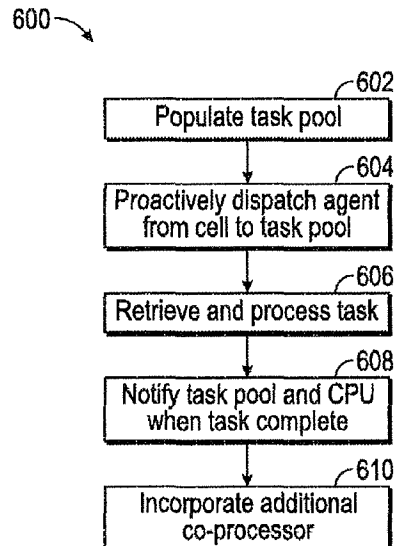 600
602
Populate task pool
604
Proactively dispatch agent
from cell to task pool
606
Retrieve and process task
608
Notify task pool and CPU
when task complete
610
Incorporate additional
co-processor